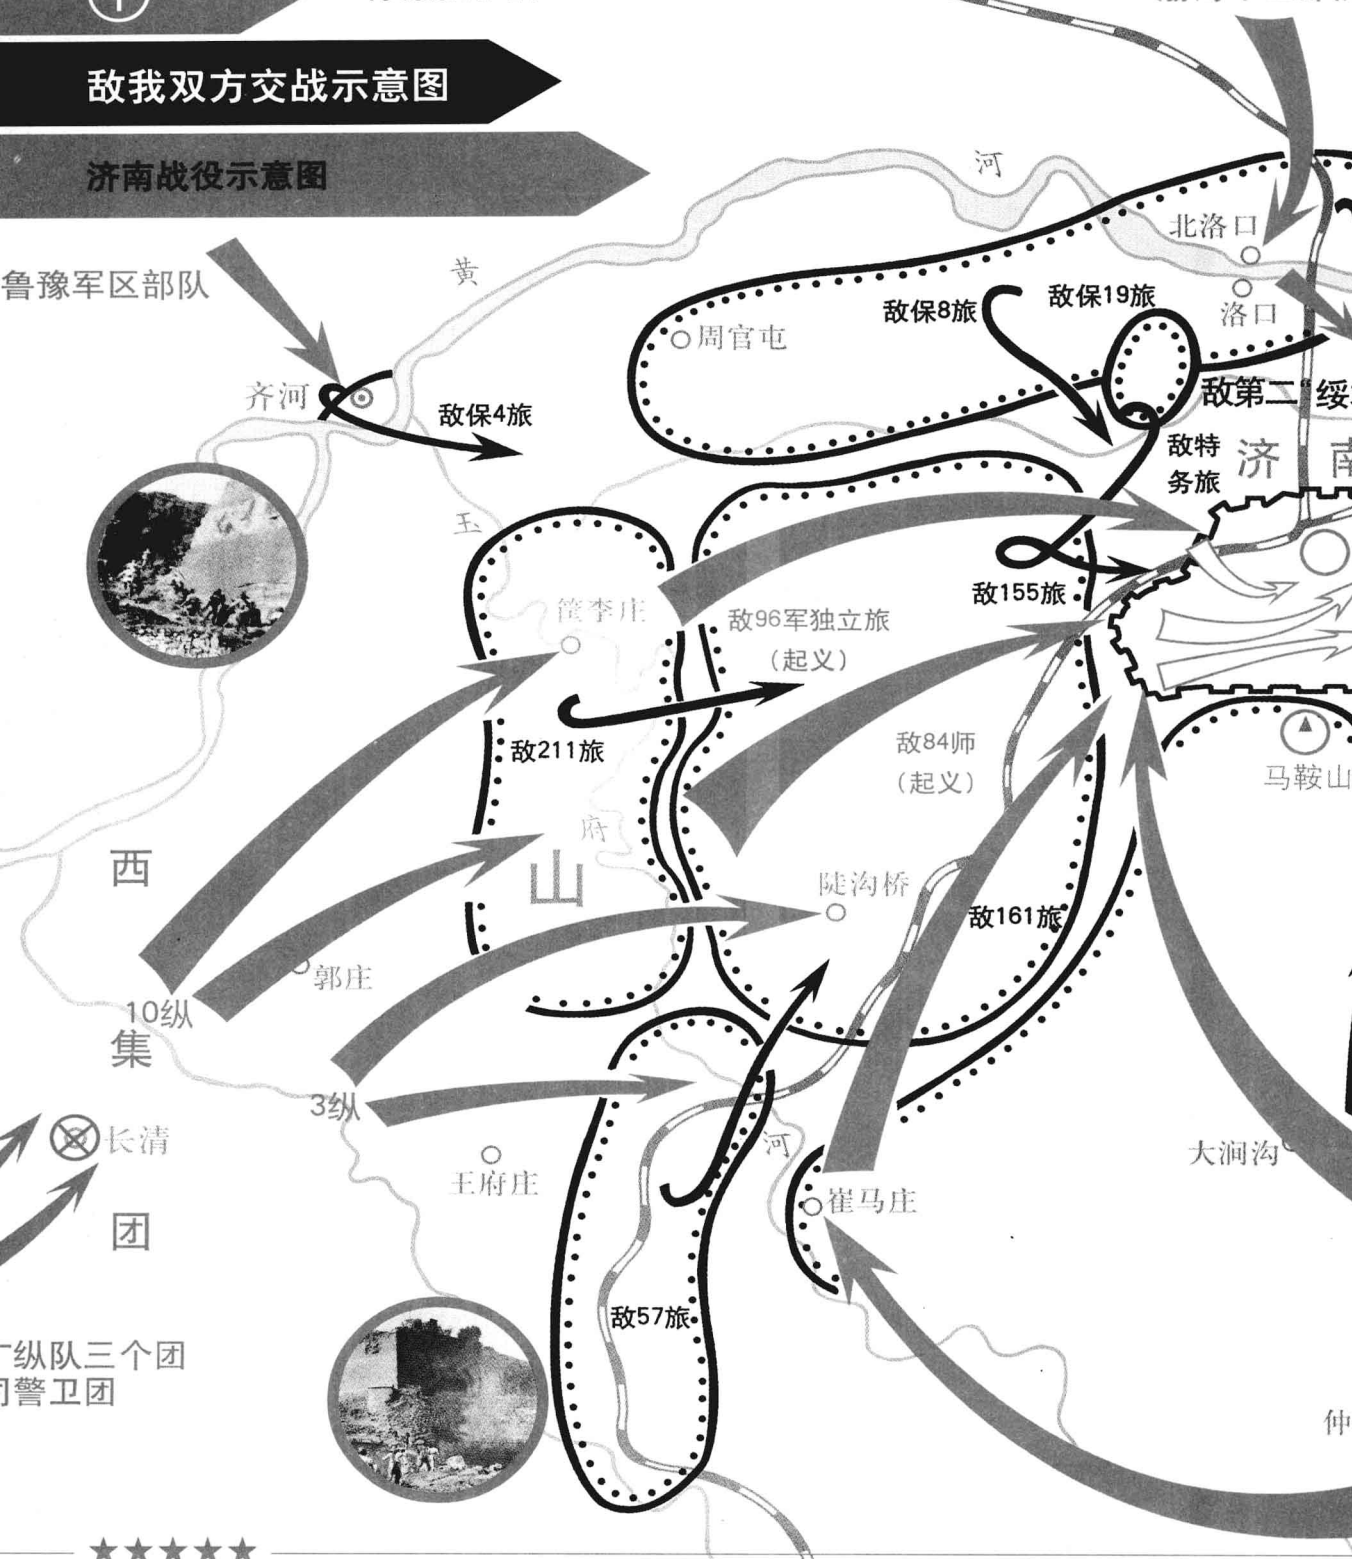 敌我双方交战示意图
济南战役示意图
河
北洛口
鲁豫军区部队
黄
敌保8旅
敌保19旅
洛口
周官屯
齐河
敌保4旅
敌第二“绥
敌特
务旅
济
南
玉
敌155旅
筐李庄
敌96军独立旅
（起义）
敌211旅
敌84师
（起义）
马鞍山
府
西
山
陡沟桥
敌161旅
郭庄
10纵
集
3纵
长清
王府庄
河
大涧沟
崔马庄
团
敌57旅
纵队三个团
警卫团
仲